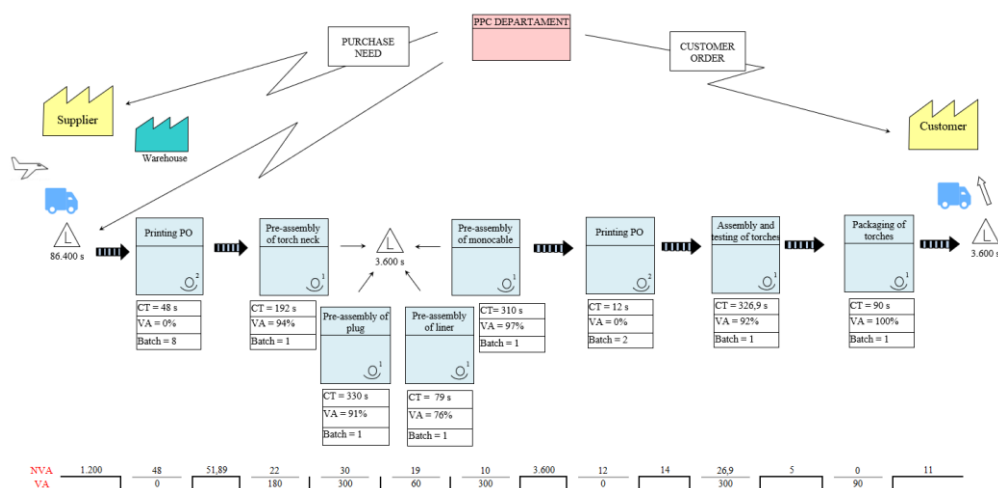 PPC DEPARTAMENT
PURCHASE
NEED
CUSTOMER
ORDER
Supplier
Warehouse
Customer
L
86.400 s
Printing PO
2
CT = 48 s
VA = 0%
Batch = 8
Pre-assembly
of torch neck
1
CT = 192 s
VA = 94%
Batch = 1
L
3.600 s
Pre-assembly of
plug
1
CT = 330 s
VA = 91%
Batch = 1
Pre-assembly
of liner
1
CT = 79 s
VA = 76%
Batch = 1
Pre-assembly
of monocable
1
CT = 310 s
VA = 97%
Batch = 1
Printing PO
1
CT = 12 s
VA = 0%
Batch = 2
Assembly and
testing of torches
1
CT = 326,9 s
VA = 92%
Batch = 1
Packaging of
torches
1
CT = 90 s
VA = 100%
Batch = 1
L
3.600 s
NVA 1.200 48 51,89 22 30 19 10 3.600 12 14 26,9 5 0 11
VA 0 180 300 60 300 0 300 90